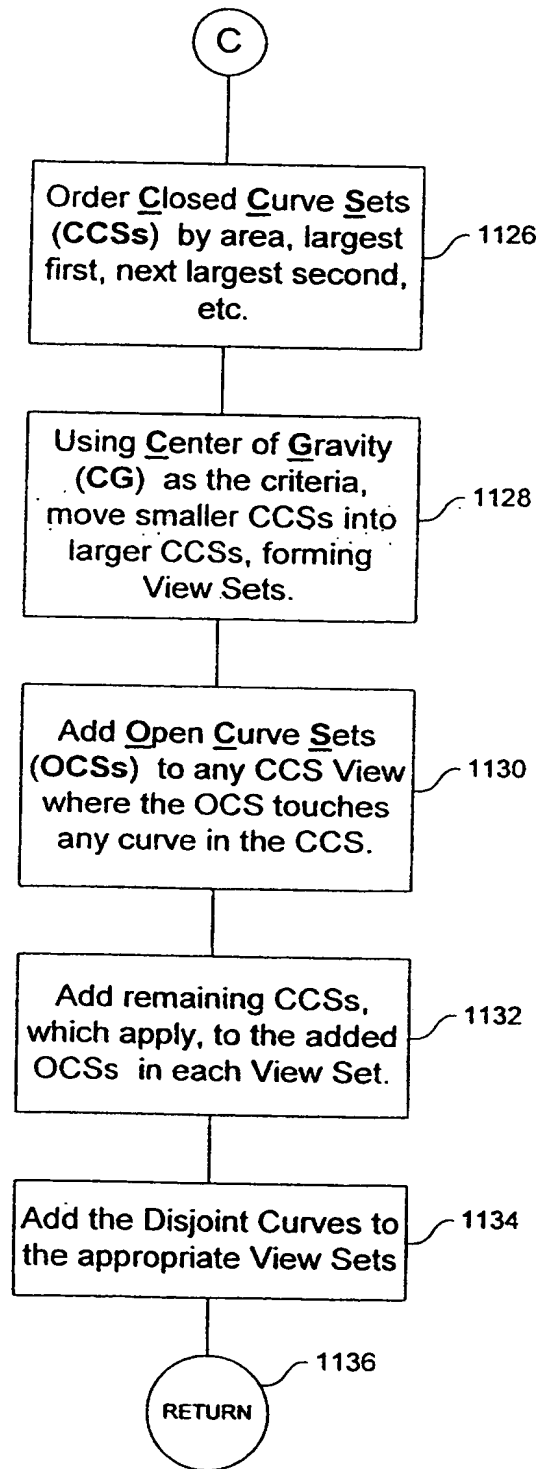 C
Order Closed Curve Sets
(CCSs) by area, largest
first, next largest second,
etc.
1126
Using Center of Gravity
(CG) as the criteria,
move smaller CCSs into
larger CCSs, forming
View Sets.
1128
Add Open Curve Sets
(OCSs) to any CCS View
where the OCS touches
any curve in the CCS.
1130
Add remaining CCSs,
which apply, to the added
OCSs in each View Set.
1132
Add the Disjoint Curves to
the appropriate View Sets
1134
RETURN
1136